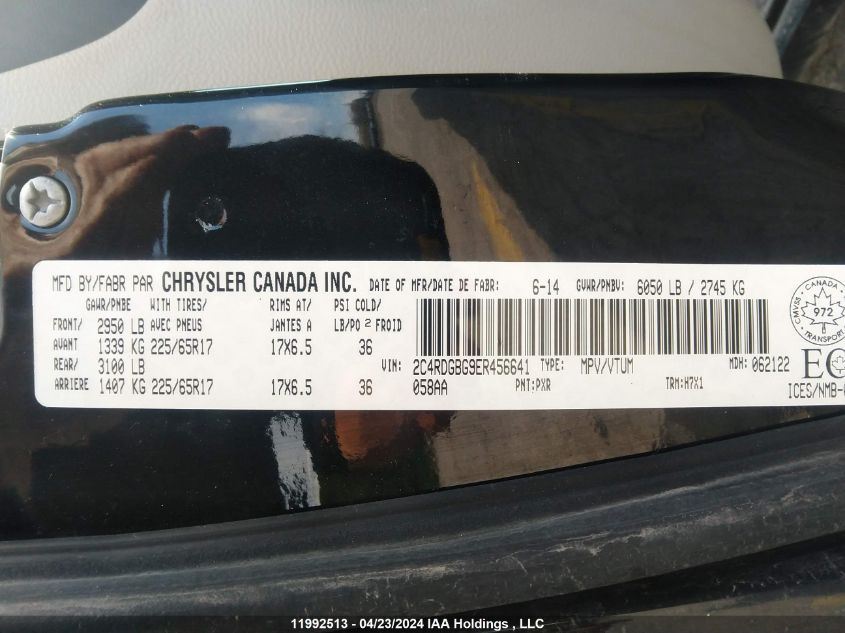 MFD BY/FABR PAR CHRYSLER CANADA INC. DATE OF MFR/DATE DE FABR: 6-14 GVWR/PNBV: 6050 LB / 2745 KG
GAWR/PNBE WITH TIRES/ RIMS AT/ PSI COLD/
FRONT/ 2950 LB AVEC PNEUS JANTES A LB/PO 2 FROID
AVANT 1339 KG 225/65R17 17X6.5 36
REAR/ 3100 LB VIN: 2C4RDGBG9ER456641 TYPE: MPV/VTUM MDH: 062122
ARRIERE 1407 KG 225/65R17 17X6.5 36 058AA PNT:PXR TRM:H7X1
CMVSS CANADA
972
TRANSPORT
ICES/NMB-
11992513 - 04/23/2024 IAA Holdings , LLC